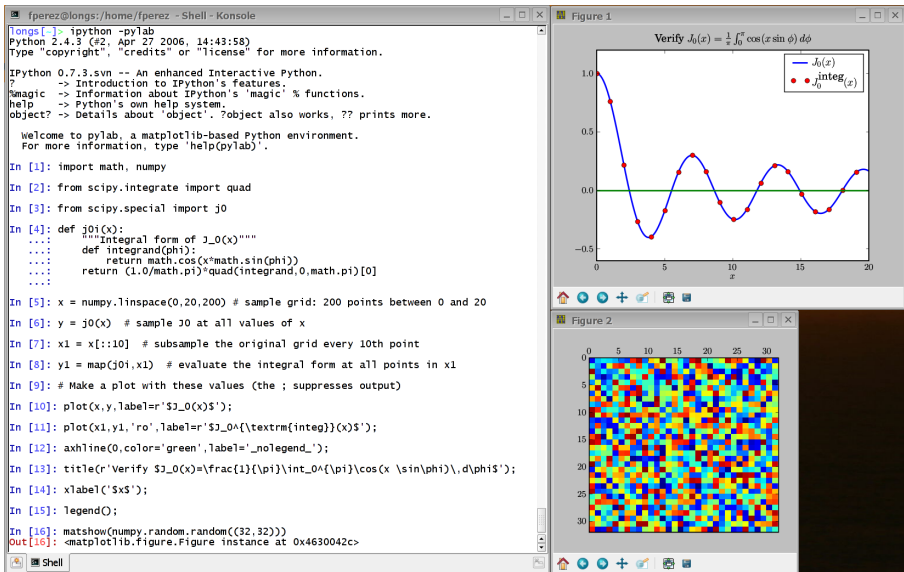 fperez@longs:/home/fperez - Shell - Konsole
longs[~]> ipython -pylab
Python 2.4.3 (#2, Apr 27 2006, 14:43:58)
Type "copyright", "credits" or "license" for more information.
IPython 0.7.3.svn -- An enhanced Interactive Python.
? -> Introduction to IPython's features.
%magic -> Information about IPython's 'magic' % functions.
help -> Python's own help system.
object? -> Details about 'object'. ?object also works, ?? prints more.
Welcome to pylab, a matplotlib-based Python environment.
For more information, type 'help(pylab)'.
In [1]: import math, numpy
In [2]: from scipy.integrate import quad
In [3]: from scipy.special import j0
In [4]: def j0i(x):
...: """Integral form of J_0(x)"""
...: def integrand(phi):
...: return math.cos(x*math.sin(phi))
...: return (1.0/math.pi)*quad(integrand,0,math.pi)[0]
...:
In [5]: x = numpy.linspace(0,20,200) # sample grid: 200 points between 0 and 20
In [6]: y = j0(x) # sample J0 at all values of x
In [7]: x1 = x[::10] # subsample the original grid every 10th point
In [8]: y1 = map(j0i,x1) # evaluate the integral form at all points in x1
In [9]: # Make a plot with these values (the ; suppresses output)
In [10]: plot(x,y,label=r'$J_0(x)$');
In [11]: plot(x1,y1,'ro',label=r'$J_0^{\textrm{integ}}(x)$');
In [12]: axhline(0,color='green',label='_nolegend_');
In [13]: title(r'Verify $J_0(x)=\frac{1}{\pi}\int_0^{\pi}\cos(x \sin\phi)\,d\phi$');
In [14]: xlabel('$x$');
In [15]: legend();
In [16]: matshow(numpy.random.random((32,32)))
Out[16]: <matplotlib.figure.Figure instance at 0x4630042c>
Shell
Figure 1
Verify J₀(x) = 1/π ∫₀^π cos(x sin ϕ) dϕ
J₀(x)
J₀^integ(x)
1.0
0.5
0.0
−0.5
0 5 10 15 20
x
Figure 2
0 5 10 15 20 25 30
0
5
10
15
20
25
30